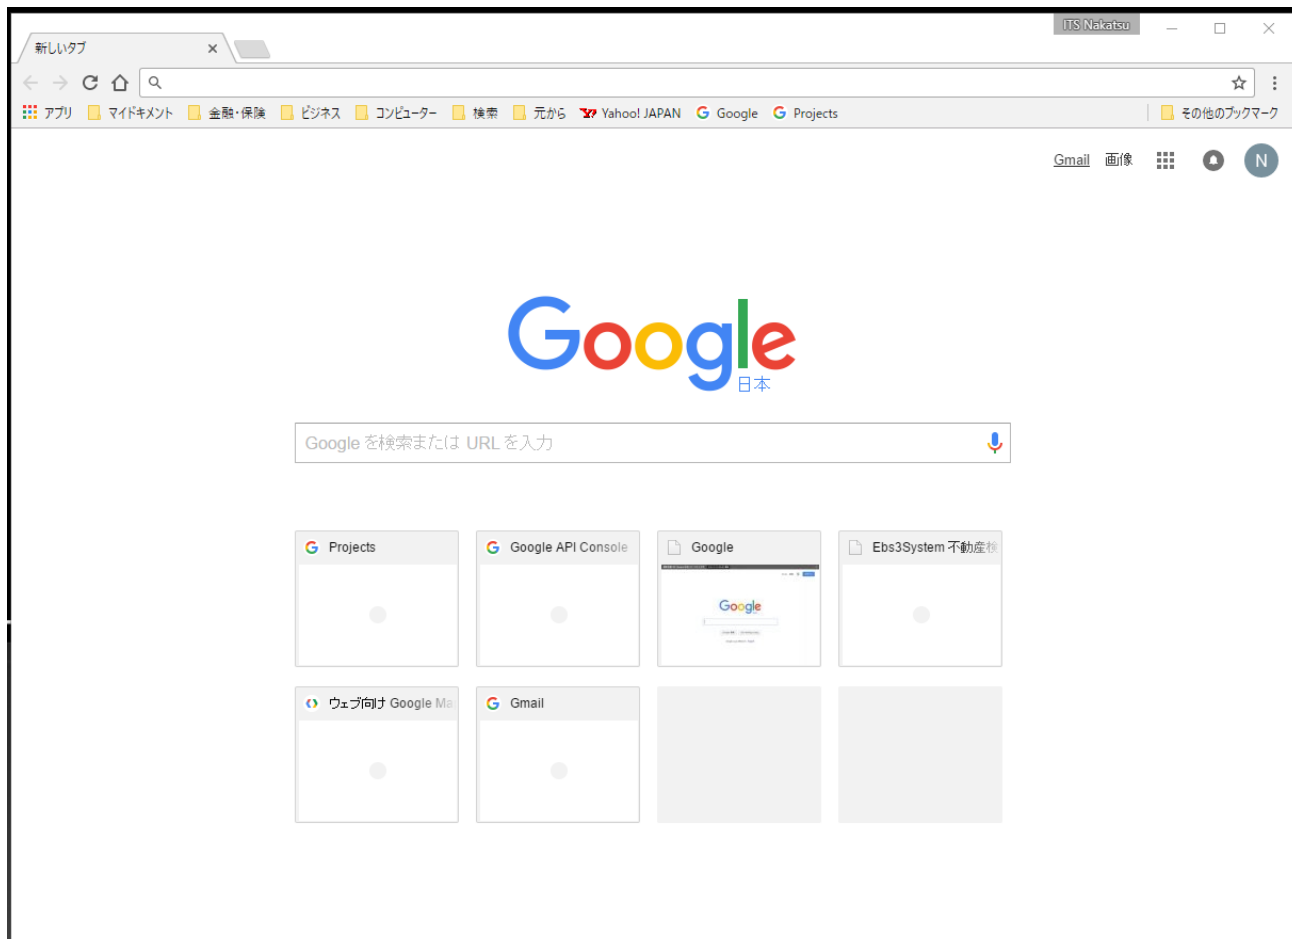 ITS Nakatsu
新しいタブ
アプリ マイドキメント 金融・保険 ビジネス コンピューター 検索 元から Yahoo! JAPAN Google Projects その他のブックマーク
Gmail 画像 N
Google
日本
Google を検索または URL を入力
Projects Google API Console Google Ebs3System 不動産検
Google
ウェブ向け Google Ma Gmail